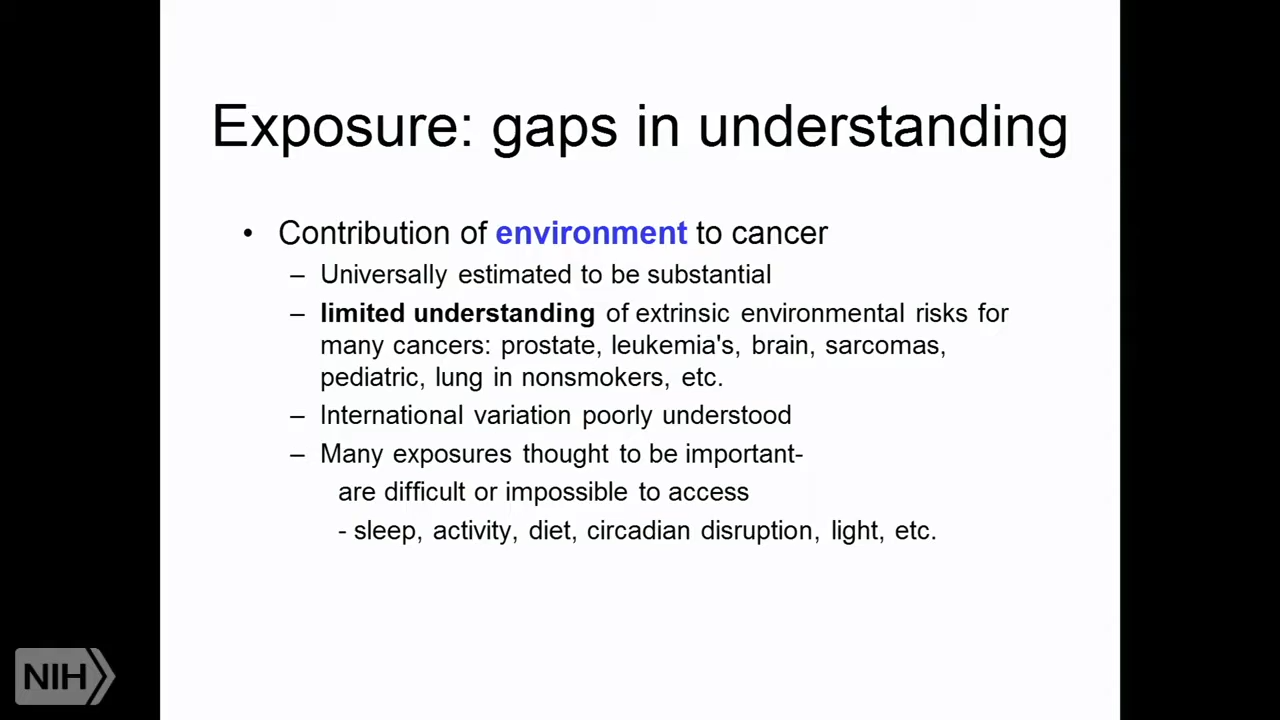 Exposure: gaps in understanding
• Contribution of environment to cancer
– Universally estimated to be substantial
– limited understanding of extrinsic environmental risks for
many cancers: prostate, leukemia's, brain, sarcomas,
pediatric, lung in nonsmokers, etc.
– International variation poorly understood
– Many exposures thought to be important-
are difficult or impossible to access
- sleep, activity, diet, circadian disruption, light, etc.
NIH